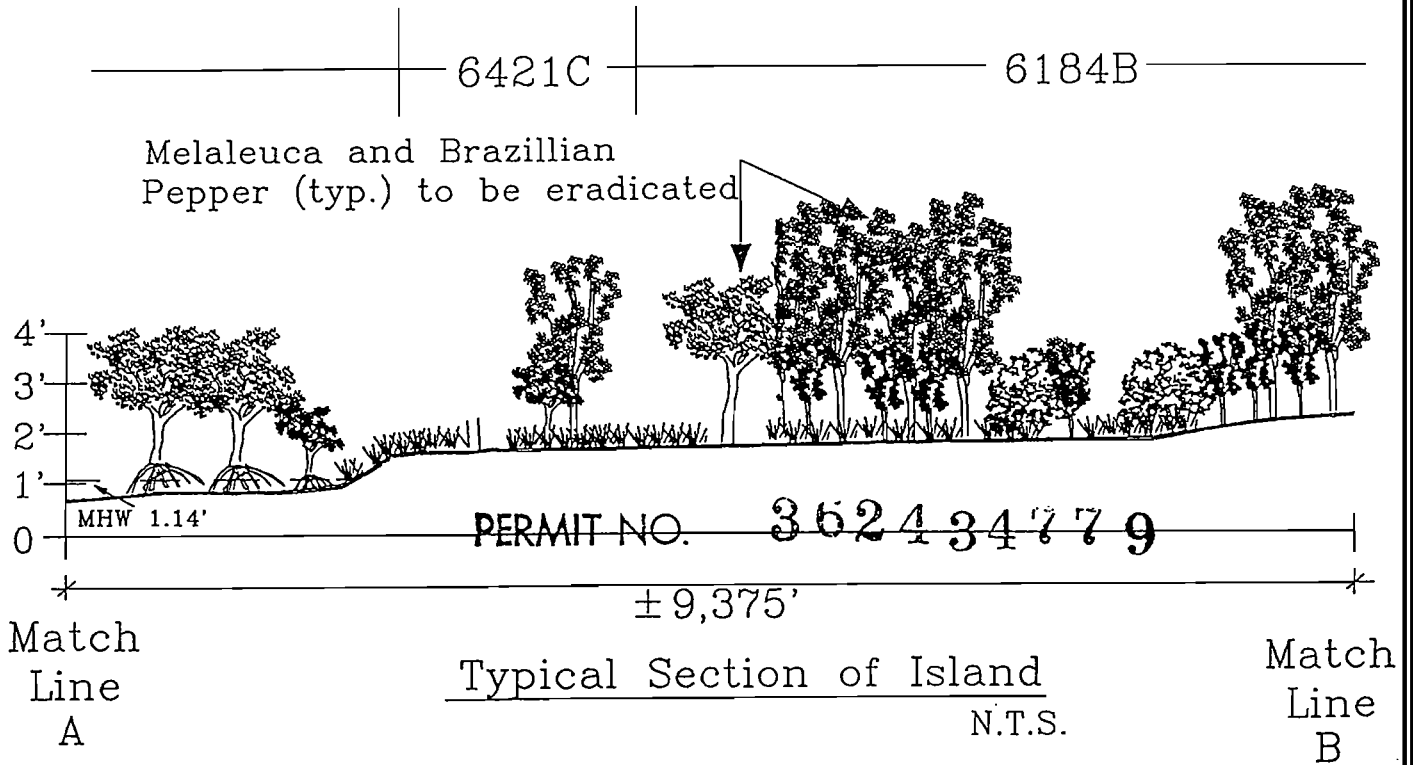 6421C 6184B
Melaleuca and Brazillian
Pepper (typ.) to be eradicated
4'
3'
2'
1'
MHW 1.14'
0
PERMIT NO. 362434779
±9,375'
Match
Line
A
Typical Section of Island
N.T.S.
Match
Line
B